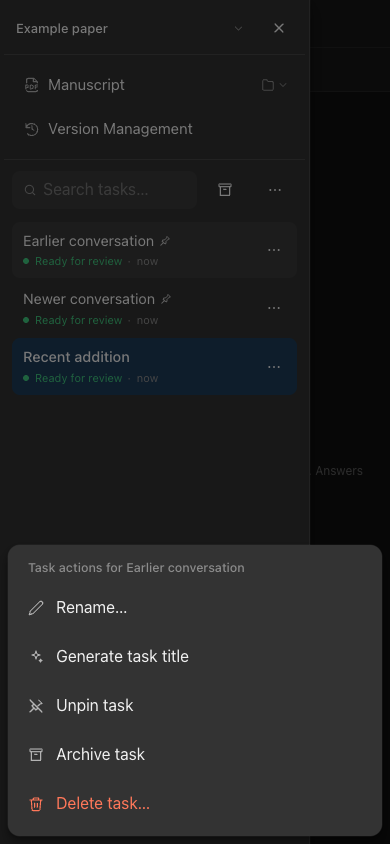 Example paper
PDF
Manuscript
Version Management
Search tasks...
Earlier conversation
Ready for review · now
Newer conversation
Ready for review · now
Recent addition
Ready for review · now
Answers
Task actions for Earlier conversation
Rename...
Generate task title
Unpin task
Archive task
Delete task...